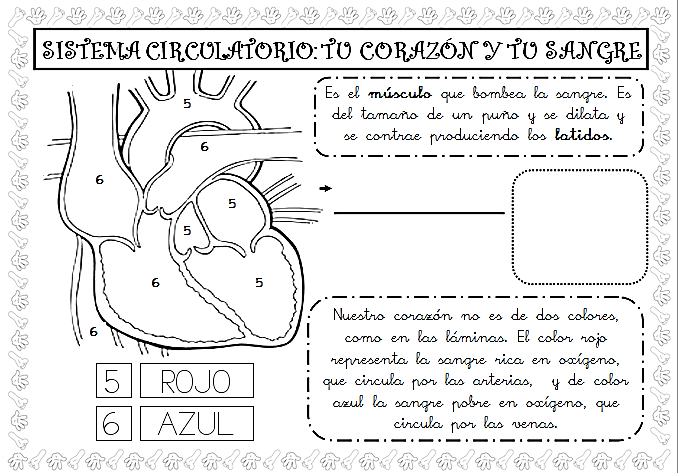 SISTEMA CIRCULATORIO: TU CORAZÓN Y TU SANGRE
5
6
6
5
5
6
5
6
Es el músculo que bombea la sangre. Es
del tamaño de un puño y se dilata y
se contrae produciendo los latidos.
Nuestro corazón no es de dos colores,
como en las láminas. El color rojo
representa la sangre rica en oxígeno,
que circula por las arterias, y de color
azul la sangre pobre en oxígeno, que
circula por las venas.
5 ROJO
6 AZUL